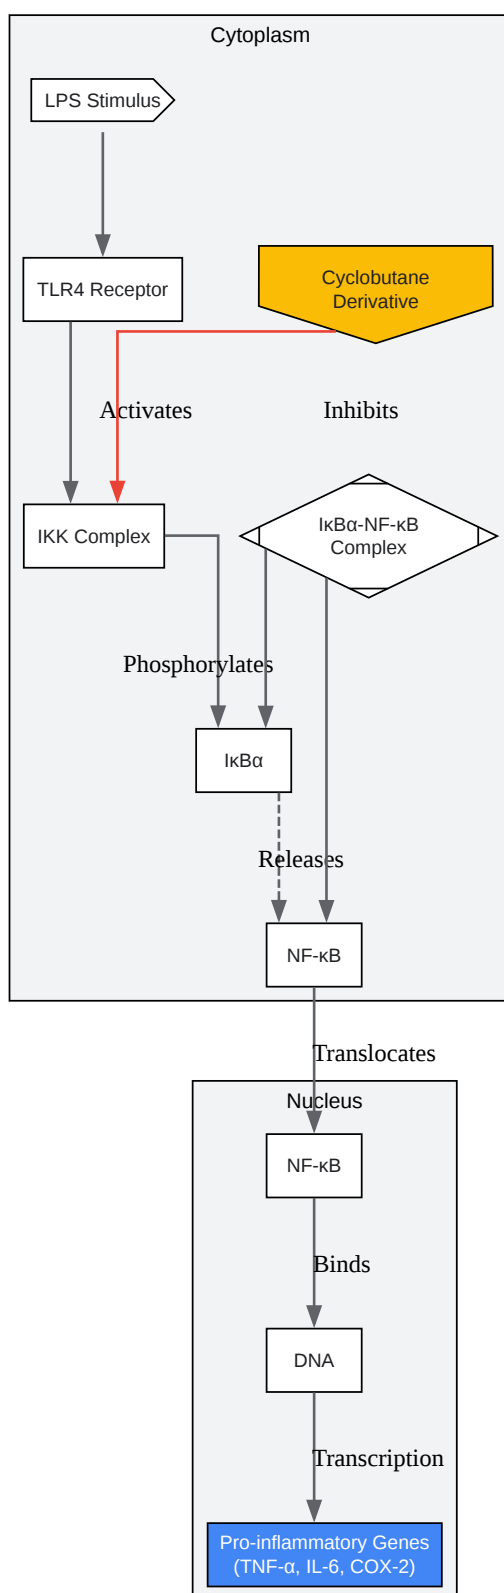 Cytoplasm
LPS Stimulus
TLR4 Receptor
Cyclobutane
Derivative
Activates
Inhibits
IKK Complex
IκBα-NF-κB
Complex
Phosphorylates
IκBα
Releases
NF-κB
Translocates
Nucleus
NF-κB
Binds
DNA
Transcription
Pro-inflammatory Genes
(TNF-α, IL-6, COX-2)